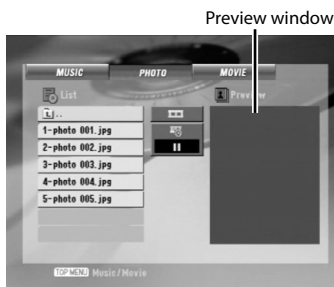 Preview window
MUSIC PHOTO MOVIE
List Preview
..
1-photo 001.jpg
2-photo 002.jpg
3-photo 003.jpg
4-photo 004.jpg
5-photo 005.jpg
TOP MENU Music/Movie